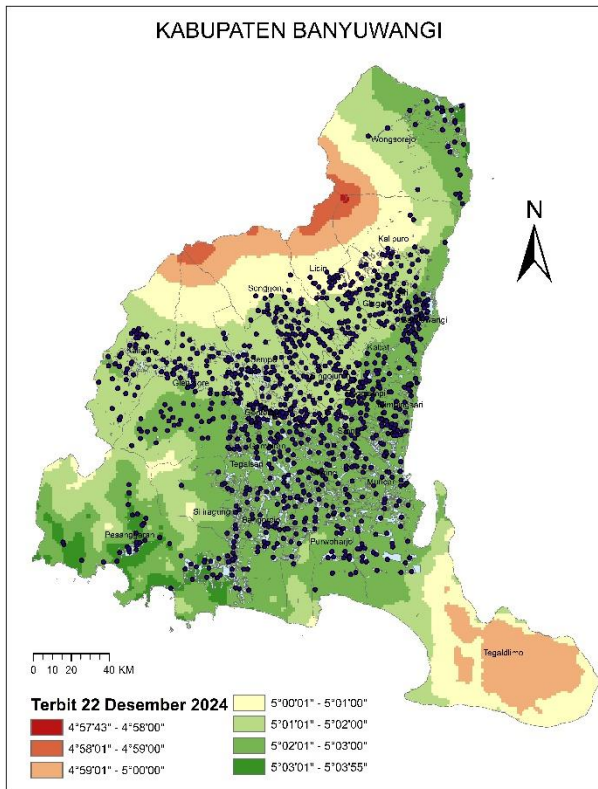 KABUPATEN BANYUWANGI
Wongsorejo
N
Kalipuro
Licin
Songgon
Kabat
Tegalsari
Muncar
Siliragung
Bangorejo
Pesanggaran
Purwoharjo
Tegaldlimo
0 10 20 40 KM
Terbit 22 Desember 2024
4°57'43" - 4°58'00"
4°58'01" - 4°59'00"
4°59'01" - 5°00'00"
5°00'01" - 5°01'00"
5°01'01" - 5°02'00"
5°02'01" - 5°03'00"
5°03'01" - 5°03'55"